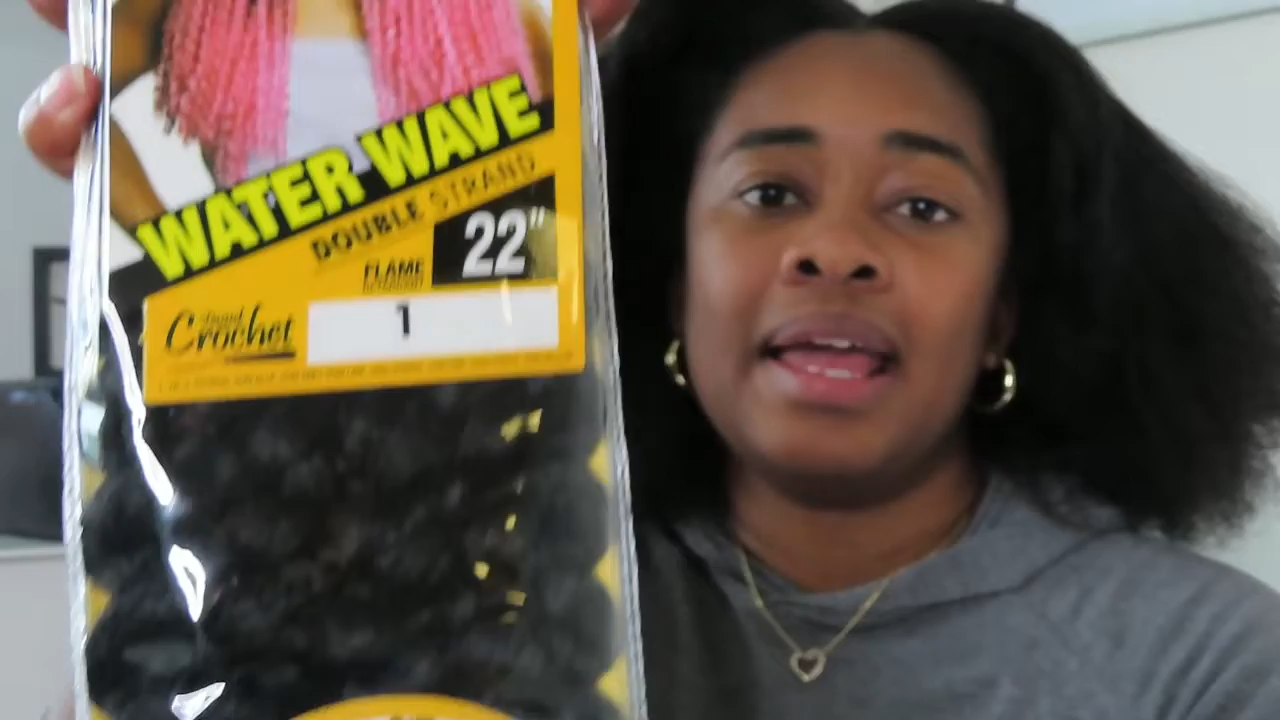 WATER WAVE
DOUBLE STRAND
22"
FLAME
Crochet
1